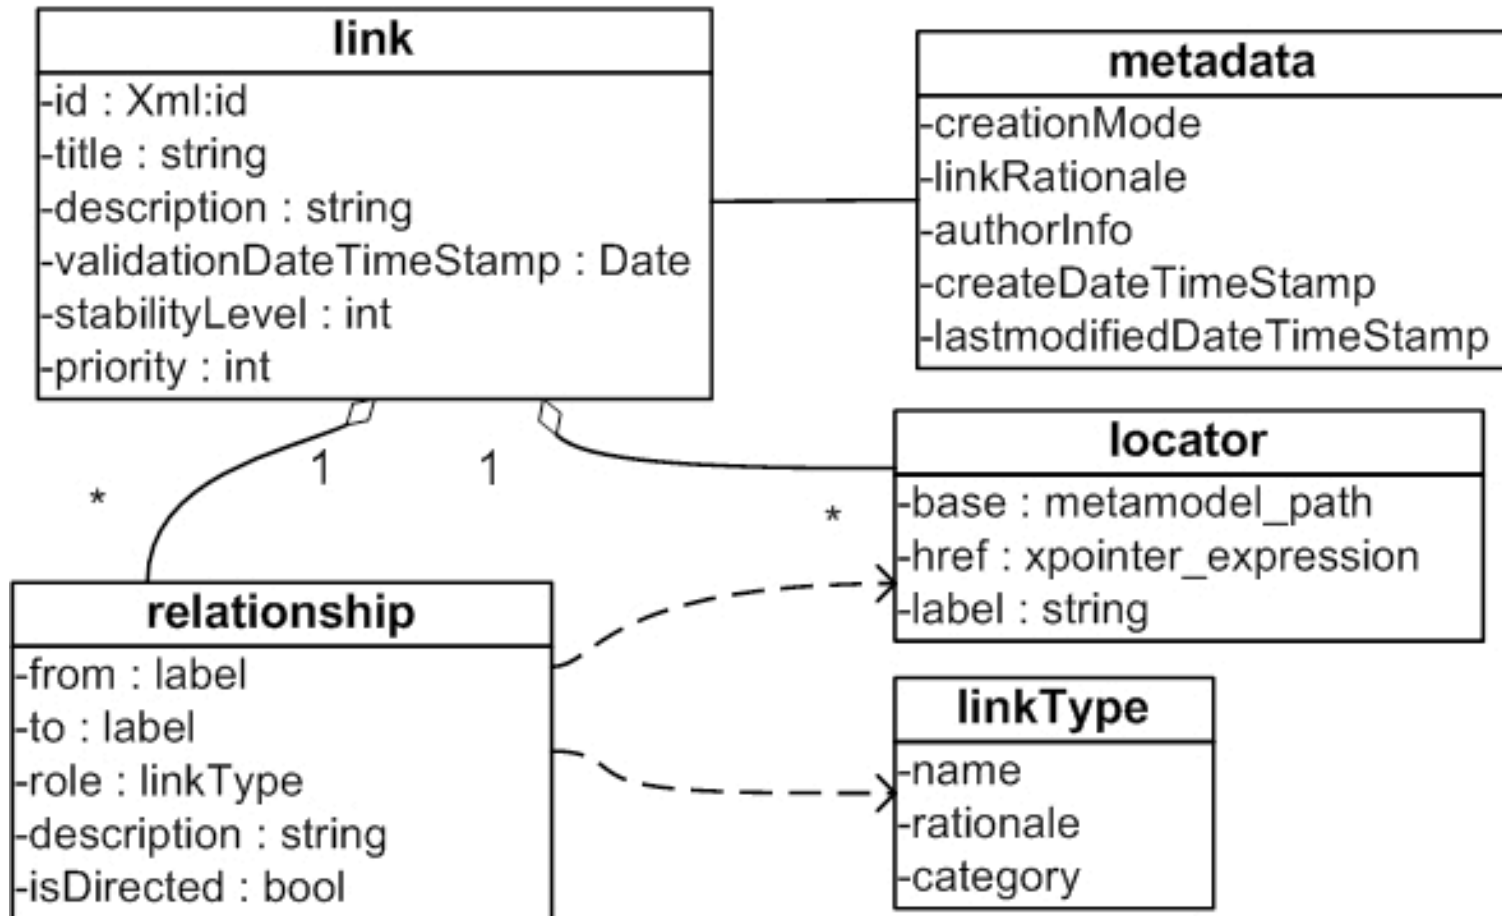 link
-id : Xml:id
-title : string
-description : string
-validationDateTimeStamp : Date
-stabilityLevel : int
-priority : int
metadata
-creationMode
-linkRationale
-authorInfo
-createDateTimeStamp
-lastmodifiedDateTimeStamp
1
1
*
*
locator
-base : metamodel_path
-href : xpointer_expression
-label : string
relationship
-from : label
-to : label
-role : linkType
-description : string
-isDirected : bool
linkType
-name
-rationale
-category